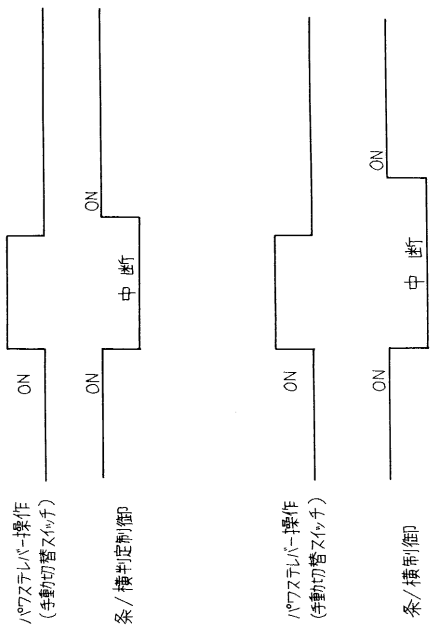 パワステレバー操作
(手動切替スイッチ)
ON
条/横判定制御
ON
中断
ON
パワステレバー操作
(手動切替スイッチ)
ON
条/横制御
ON
中断
ON